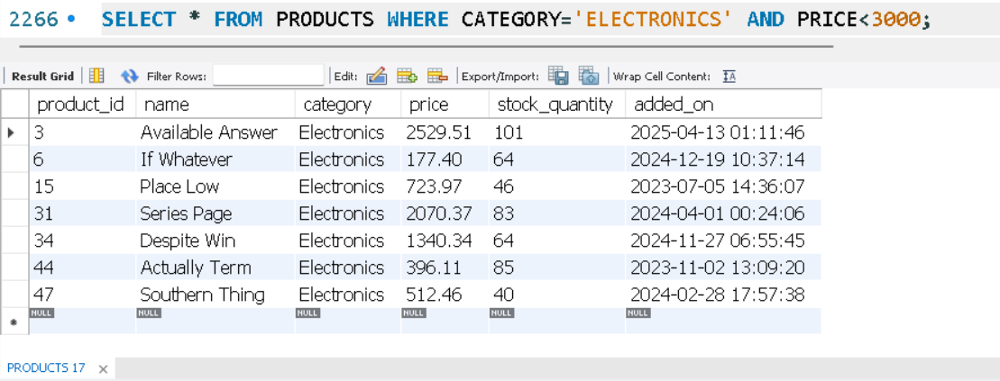 2266 SELECT * FROM PRODUCTS WHERE CATEGORY='ELECTRONICS' AND PRICE<3000;
Result Grid Filter Rows: Edit: Export/Import: Wrap Cell Content:
product_id name category price stock_quantity added_on
3 Available Answer Electronics 2529.51 101 2025-04-13 01:11:46
6 If Whatever Electronics 177.40 64 2024-12-19 10:37:14
15 Place Low Electronics 723.97 46 2023-07-05 14:36:07
31 Series Page Electronics 2070.37 83 2024-04-01 00:24:06
34 Despite Win Electronics 1340.34 64 2024-11-27 06:55:45
44 Actually Term Electronics 396.11 85 2023-11-02 13:09:20
47 Southern Thing Electronics 512.46 40 2024-02-28 17:57:38
NULL NULL NULL NULL NULL NULL
PRODUCTS 17